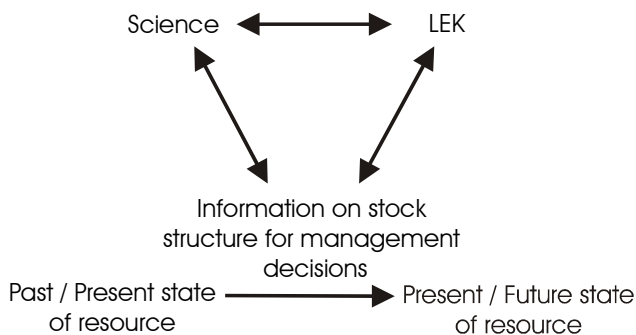 Science
LEK
Information on stock
structure for management
decisions
Past / Present state
of resource
Present / Future state
of resource